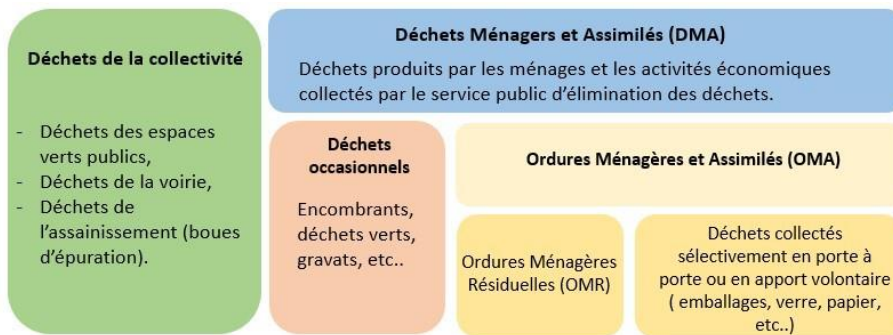 Déchets de la collectivité
- Déchets des espaces
verts publics,
- Déchets de la voirie,
- Déchets de
l'assainissement (boues
d'épuration).
Déchets Ménagers et Assimilés (DMA)
Déchets produits par les ménages et les activités économiques
collectés par le service public d'élimination des déchets.
Déchets
occasionnels
Encombrants,
déchets verts,
gravats, etc..
Ordures Ménagères et Assimilés (OMA)
Ordures Ménagères
Résiduelles (OMR)
Déchets collectés
sélectivement en porte à
porte ou en apport volontaire
( emballages, verre, papier,
etc..)